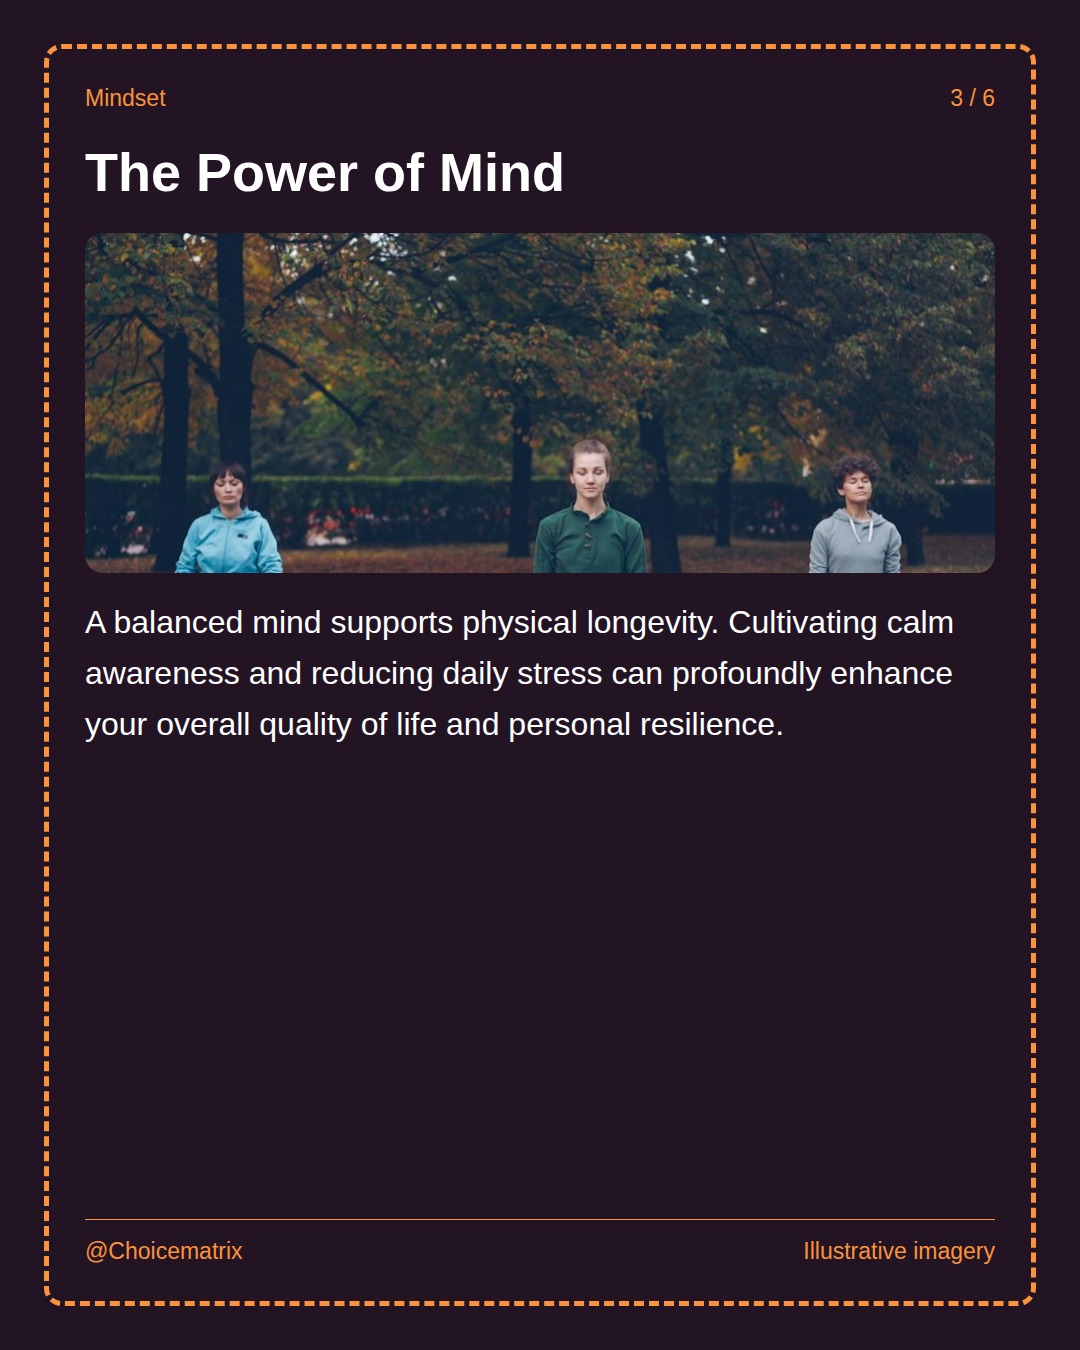 Mindset
3 / 6
The Power of Mind
A balanced mind supports physical longevity. Cultivating calm
awareness and reducing daily stress can profoundly enhance
your overall quality of life and personal resilience.
@Choicematrix
Illustrative imagery